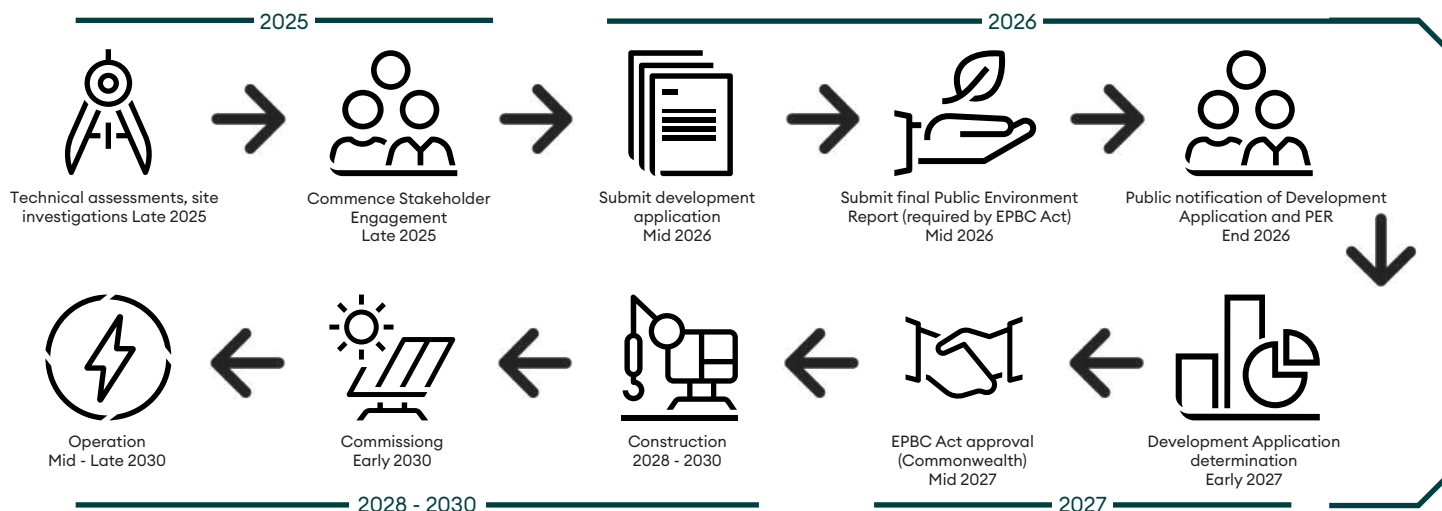 2025
2026
Technical assessments, site
investigations Late 2025
Commence Stakeholder
Engagement
Late 2025
Submit development
application
Mid 2026
Submit final Public Environment
Report (required by EPBC Act)
Mid 2026
Public notification of Development
Application and PER
End 2026
Operation
Mid - Late 2030
Commissiong
Early 2030
Construction
2028 - 2030
EPBC Act approval
(Commonwealth)
Mid 2027
Development Application
determination
Early 2027
2028 - 2030
2027